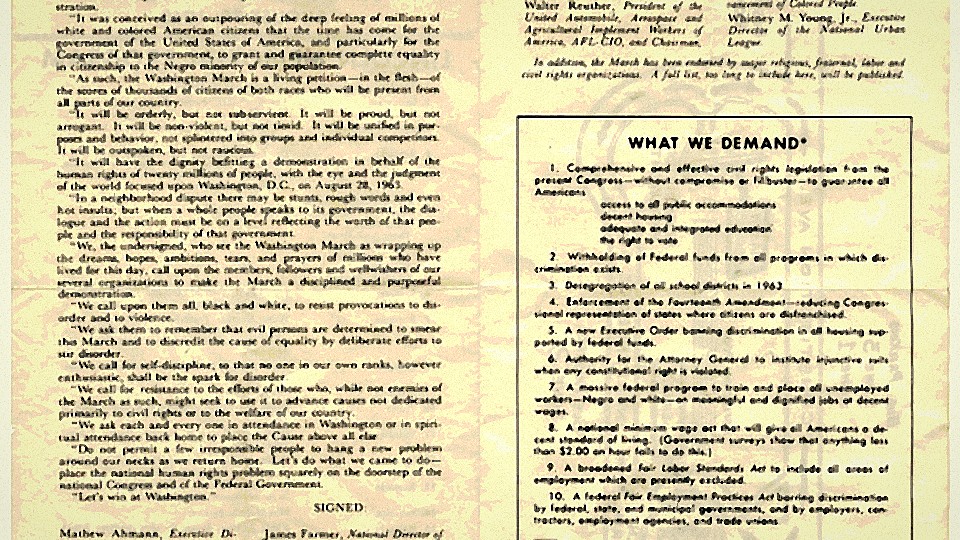 stration.
"It was conceived as an outpouring of the deep feeling of millions of
white and colored American citizens that the time has come for the
government of the United States of America, and particularly for the
Congress of that government, to grant and guarantee complete equality
in citizenship to the Negro minority of our population.
"As such, the Washington March is a living petition—in the flesh—of
the scores of thousands of citizens of both races who will be present from
all parts of our country.
"It will be orderly, but not subservient. It will be proud, but not
arrogant. It will be non-violent, but not timid. It will be unified in pur-
poses and behavior, not splintered into groups and individual competitors.
It will be outspoken, but not raucous.
"It will have the dignity befitting a demonstration in behalf of the
human rights of twenty millions of people, with the eye and the judgment
of the world focused upon Washington, D.C., on August 28, 1963.
"In a neighborhood dispute there may be stunts, rough words and even
hot insults; but when a whole people speaks to its government, the dia-
logue and the action must be on a level reflecting the worth of that peo-
ple and the responsibility of that government.
"We, the undersigned, who see the Washington March as wrapping up
the dreams, hopes, ambitions, tears, and prayers of millions who have
lived for this day, call upon the members, followers and wellwishers of our
several organizations to make the March a disciplined and purposeful
demonstration.
"We call upon them all, black and white, to resist provocations to dis-
order and to violence.
"We ask them to remember that evil persons are determined to smear
this March and to discredit the cause of equality by deliberate efforts to
stir disorder.
"We call for self-discipline, so that no one in our own ranks, however
enthusiastic, shall be the spark for disorder.
"We call for resistance to the efforts of those who, while not enemies of
the March as such, might seek to use it to advance causes not dedicated
primarily to civil rights or to the welfare of our country.
"We ask each and every one in attendance in Washington or in spiri-
tual attendance back home to place the Cause above all else
"Do not permit a few irresponsible people to hang a new problem
around our necks as we return home. Let's do what we came to do—
place the national human rights problem squarely on the doorstep of the
national Congress and of the Federal Government.
"Let's win at Washington."
SIGNED:
Mathew Ahmann, Executive Di-
James Farmer, National Director of
Walter Reuther, President of the
United Automobile, Aerospace and
Agricultural Implement Workers of
America, AFL-CIO, and Chairman,
vancement of Colored People.
Whitney M. Young, Jr., Executive
Director of the National Urban
League.
In addition, the March has been endorsed by major religious, fraternal, labor and
civil rights organizations. A full list, too long to include here, will be published.
WHAT WE DEMAND*
1. Comprehensive and effective civil rights legislation from the
present Congress—without compromise or filibuster—to guarantee all
Americans
access to all public accommodations
decent housing
adequate and integrated education
the right to vote
2. Withholding of Federal funds from all programs in which dis-
crimination exists.
3. Desegregation of all school districts in 1963
4. Enforcement of the Fourteenth Amendment—reducing Congres-
sional representation of states where citizens are disfranchised.
5. A new Executive Order banning discrimination in all housing sup-
ported by federal funds.
6. Authority for the Attorney General to institute injunctive suits
when any constitutional right is violated.
7. A massive federal program to train and place all unemployed
workers—Negro and white—on meaningful and dignified jobs at decent
wages.
8. A national minimum wage act that will give all Americans a de-
cent standard of living. (Government surveys show that anything less
than $2.00 an hour fails to do this.)
9. A broadened Fair Labor Standards Act to include all areas of
employment which are presently excluded.
10. A federal Fair Employment Practices Act barring discrimination
by federal, state, and municipal governments, and by employers, con-
tractors, employment agencies, and trade unions.